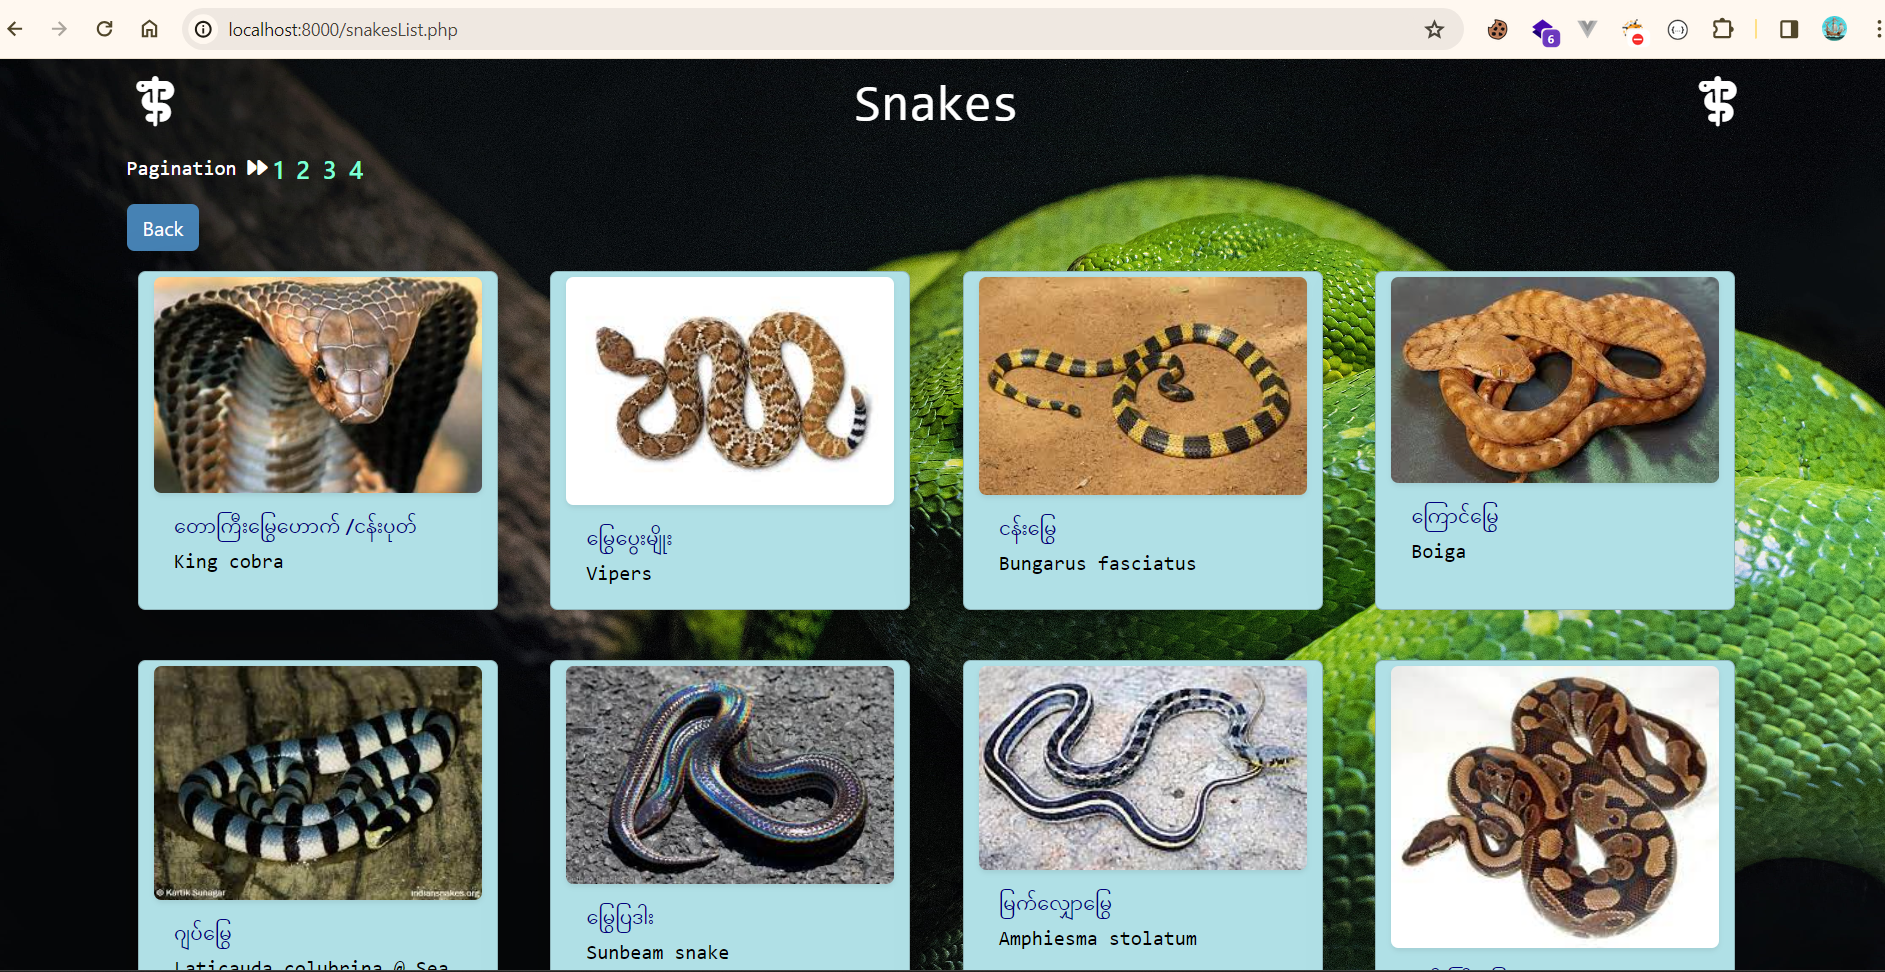 localhost:8000/snakesList.php
6
Snakes
Pagination 1 2 3 4
Back
တောကြီးမြွေဟောက် /ငန်းပုတ်
King cobra
မြွေပွေးမျိုး
Vipers
ငန်းမြွေ
Bungarus fasciatus
ကြောင်မြွေ
Boiga
© Kartik Sunagar
indiansnakes.org
ဂျပ်မြွေ
Laticauda colubrina @ Sea
မြွေပြဒါး
Sunbeam snake
မြက်လျှောမြွေ
Amphiesma stolatum